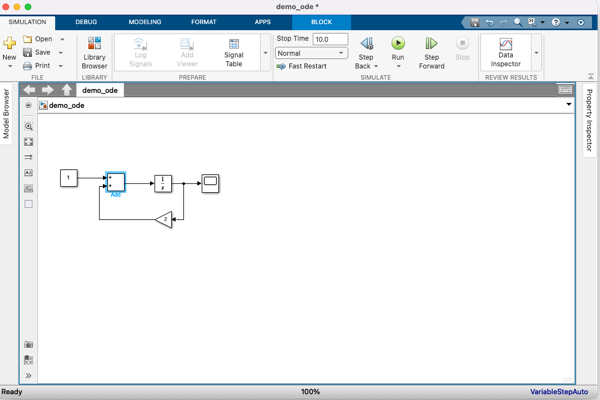 demo_ode *
SIMULATION DEBUG MODELING FORMAT APPS BLOCK
New
Open
Save
Print
FILE
Library
Browser
LIBRARY
Log
Signals
Add
Viewer
Signal
Table
PREPARE
Stop Time 10.0
Normal
Fast Restart
Step
Back
Run
Step
Forward
Stop
SIMULATE
Data
Inspector
REVIEW RESULTS
Model Browser
demo_ode
demo_ode
Property Inspector
1
+
+
Add
1
s
2
Ready 100% VariableStepAuto